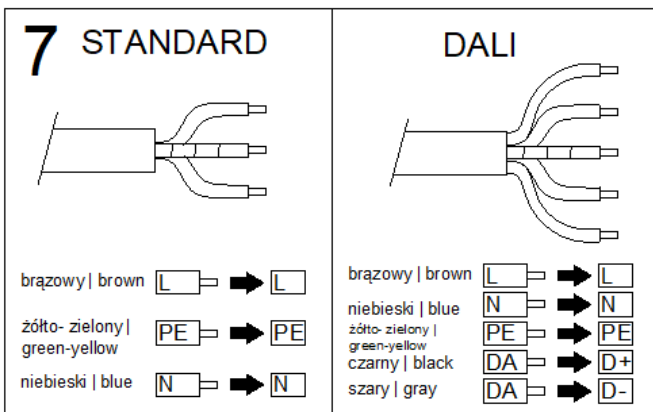 7 STANDARD
brązowy | brown L L
żółto- zielony |
green-yellow PE PE
niebieski | blue N N
DALI
brązowy | brown L L
niebieski | blue N N
żółto- zielony |
green-yellow PE PE
czarny | black DA D+
szary | gray DA D-